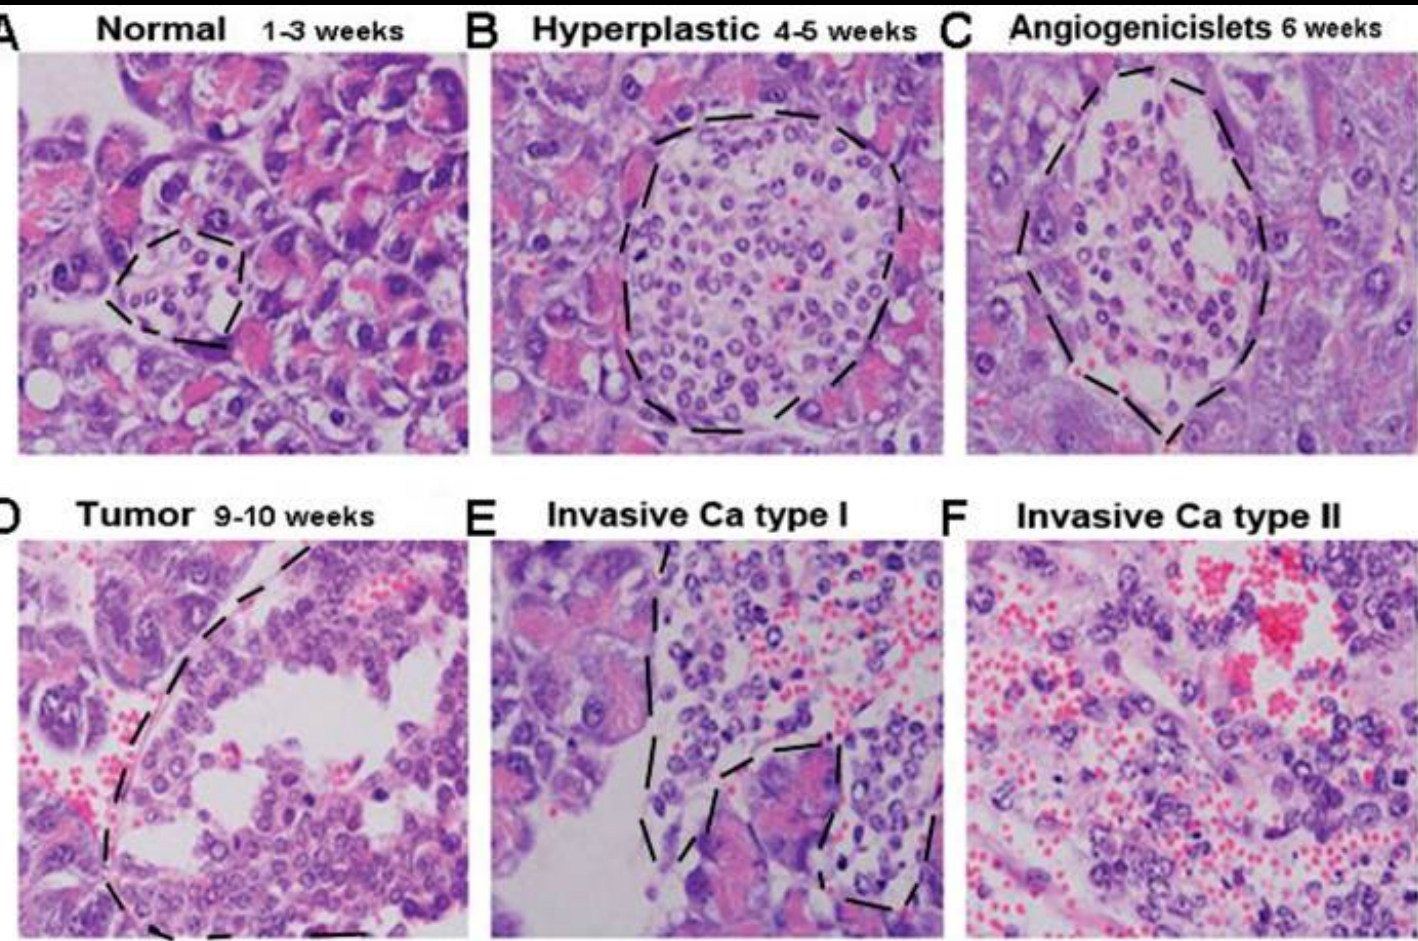 A Normal 1-3 weeks
B Hyperplastic 4-5 weeks
C Angiogenicislets 6 weeks
D Tumor 9-10 weeks
E Invasive Ca type I
F Invasive Ca type II